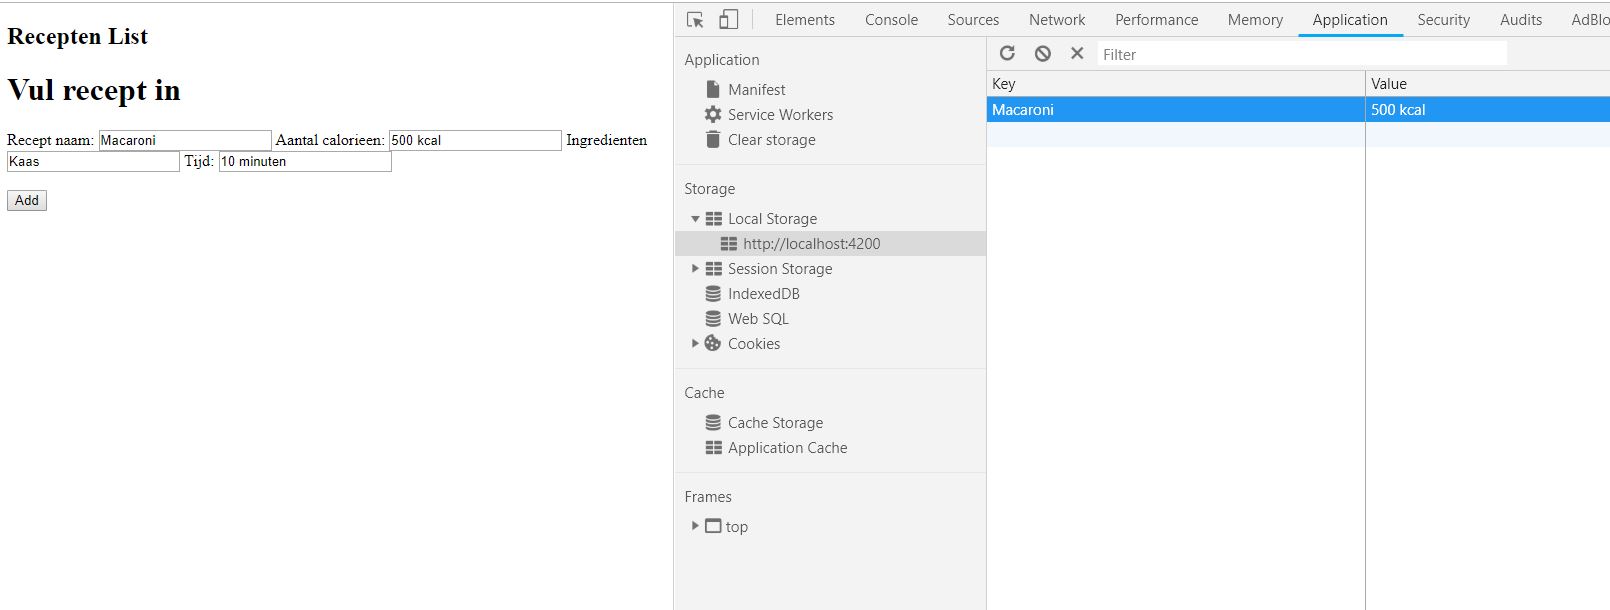 Recepten List
Vul recept in
Recept naam: Macaroni Aantal calorieen: 500 kcal Ingredienten
Kaas Tijd: 10 minuten
Add
Elements Console Sources Network Performance Memory Application Security Audits AdBlo
Application
Manifest
Service Workers
Clear storage
Storage
Local Storage
http://localhost:4200
Session Storage
IndexedDB
Web SQL
Cookies
Cache
Cache Storage
Application Cache
Frames
top
Filter
Key Value
Macaroni 500 kcal